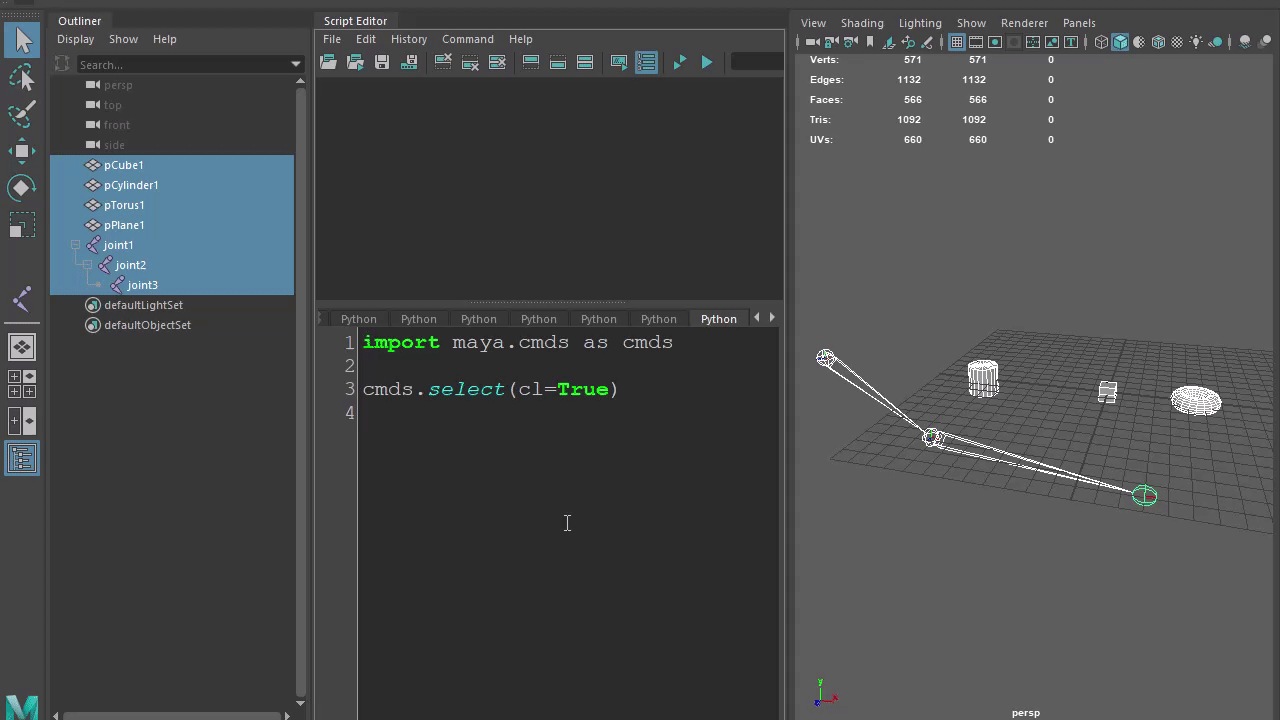 Outliner
Display Show Help
Search...
persp
top
front
side
pCube1
pCylinder1
pTorus1
pPlane1
joint1
joint2
joint3
defaultLightSet
defaultObjectSet
Script Editor
File Edit History Command Help
Python Python Python Python Python Python Python
1 import maya.cmds as cmds
2
3 cmds.select(cl=True)
4
View Shading Lighting Show Renderer Panels
Verts: 571 571 0
Edges: 1132 1132 0
Faces: 566 566 0
Tris: 1092 1092 0
UVs: 660 660 0
y
x
persp
M